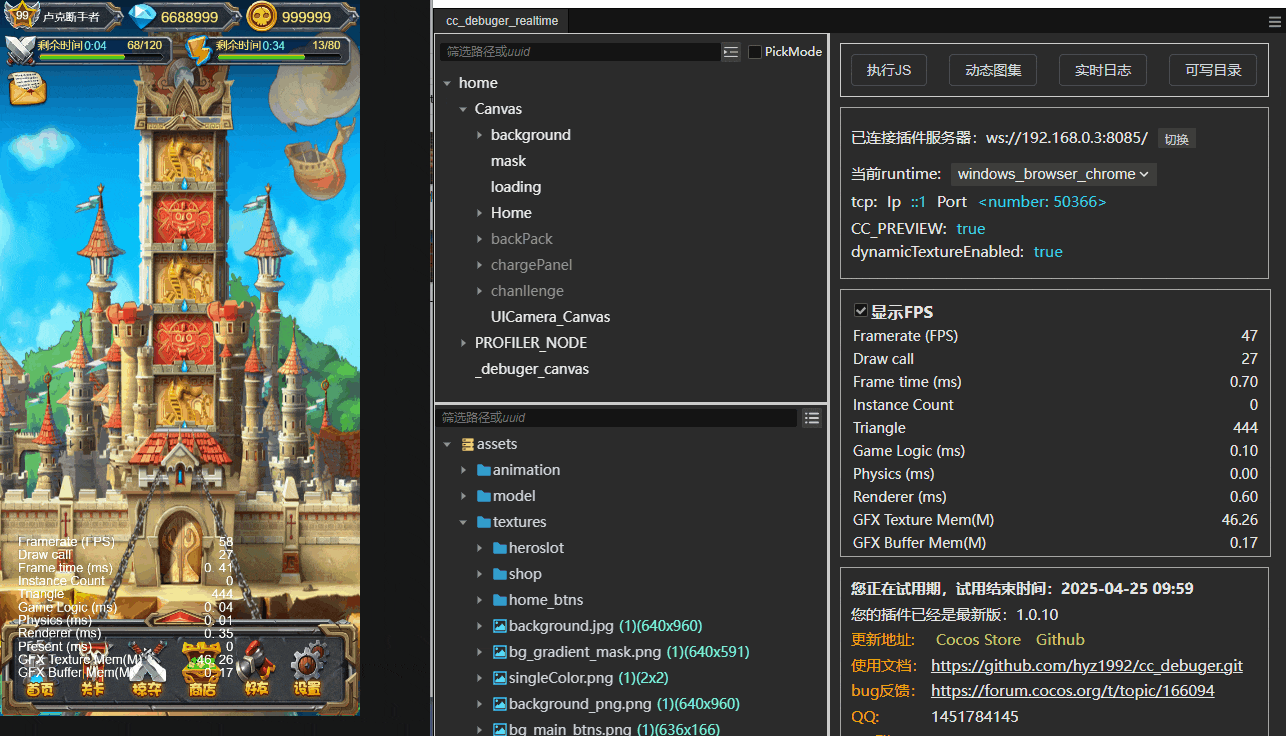 99 卢克断手者 6688999 999999
剩余时间0:04 68/120 剩余时间0:34 13/80
Framerate (FPS) 58
Draw call 27
Frame time (ms) 0.41
Instance Count 0
Triangle 444
Game Logic (ms) 0.04
Physics (ms) 0.01
Renderer (ms) 0.35
Present (ms) 0
GFX Texture Mem(M) 46.26
GFX Buffer Mem(M) 0.17
首页 关卡 掠夺 商店 好友 设置
cc_debuger_realtime
筛选路径或uuid PickMode
home
Canvas
background
mask
loading
Home
backPack
chargePanel
chanllenge
UICamera_Canvas
PROFILER_NODE
_debuger_canvas
筛选路径或uuid
assets
animation
model
textures
heroslot
shop
home_btns
background.jpg (1)(640x960)
bg_gradient_mask.png (1)(640x591)
singleColor.png (1)(2x2)
background_png.png (1)(640x960)
bg_main_btns.png (1)(636x166)
执行JS 动态图集 实时日志 可写目录
已连接插件服务器: ws://192.168.0.3:8085/ 切换
当前runtime: windows_browser_chrome
tcp: Ip ::1 Port <number: 50366>
CC_PREVIEW: true
dynamicTextureEnabled: true
显示FPS
Framerate (FPS) 47
Draw call 27
Frame time (ms) 0.70
Instance Count 0
Triangle 444
Game Logic (ms) 0.10
Physics (ms) 0.00
Renderer (ms) 0.60
GFX Texture Mem(M) 46.26
GFX Buffer Mem(M) 0.17
您正在试用期，试用结束时间：2025-04-25 09:59
您的插件已经是最新版：1.0.10
更新地址: Cocos Store Github
使用文档: https://github.com/hyz1992/cc_debuger.git
bug反馈: https://forum.cocos.org/t/topic/166094
QQ: 1451784145